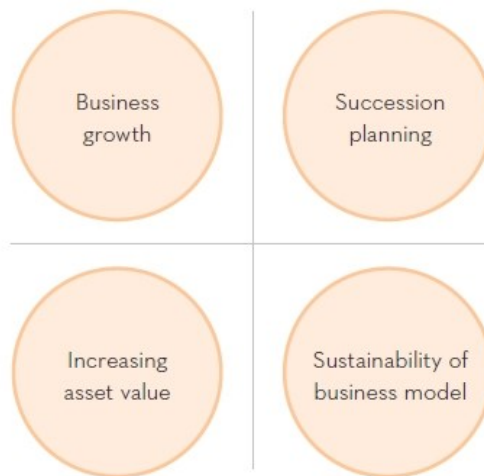 Business
growth
Succession
planning
Increasing
asset value
Sustainability of
business model